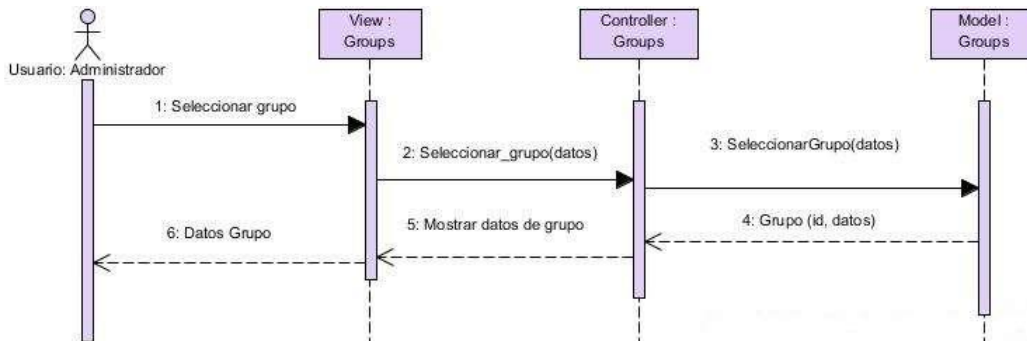 View :
Groups
Controller :
Groups
Model :
Groups
Usuario: Administrador
1: Seleccionar grupo
2: Seleccionar_grupo(datos)
3: SeleccionarGrupo(datos)
4: Grupo (id, datos)
5: Mostrar datos de grupo
6: Datos Grupo